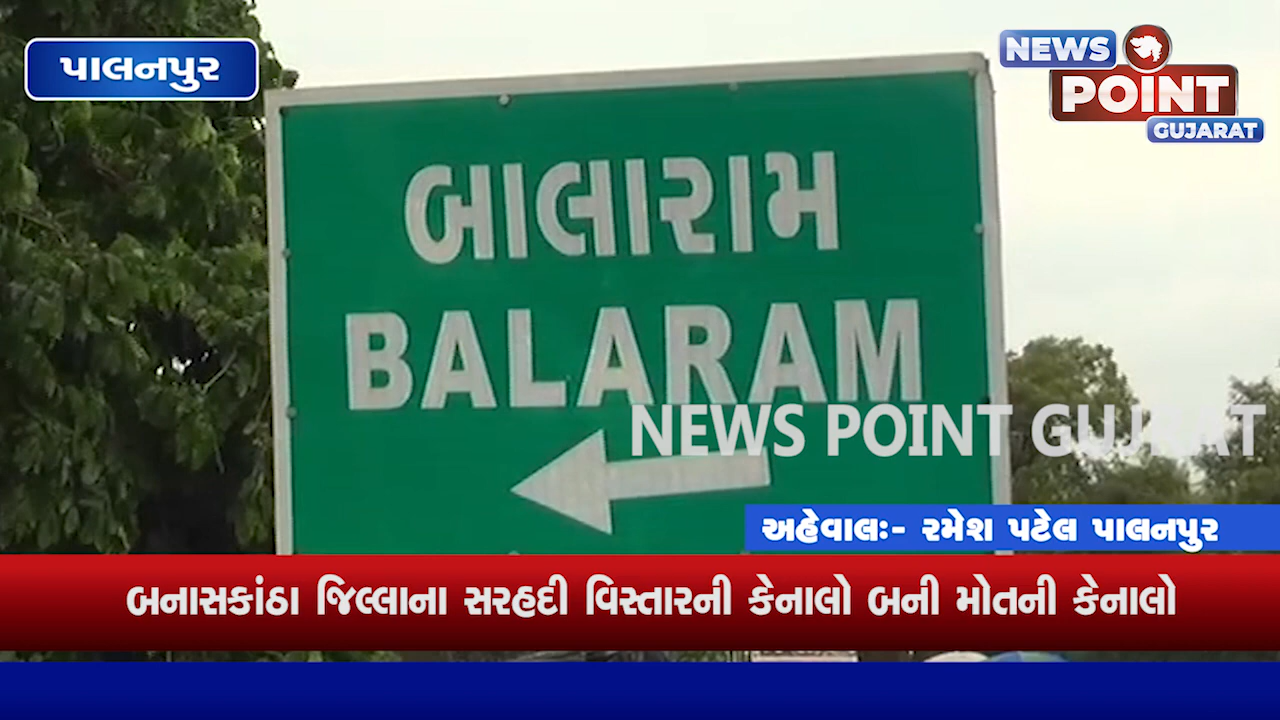 પાલનપુર
NEWS
POINT
GUJARAT
બાલારામ
BALARAM
NEWS POINT GUJARAT
અહેવાલઃ- રમેશ પટેલ પાલનપુર
બનાસકાંઠા જિલ્લાના સરહદી વિસ્તારની કેનાલો બની મોતની કેનાલો